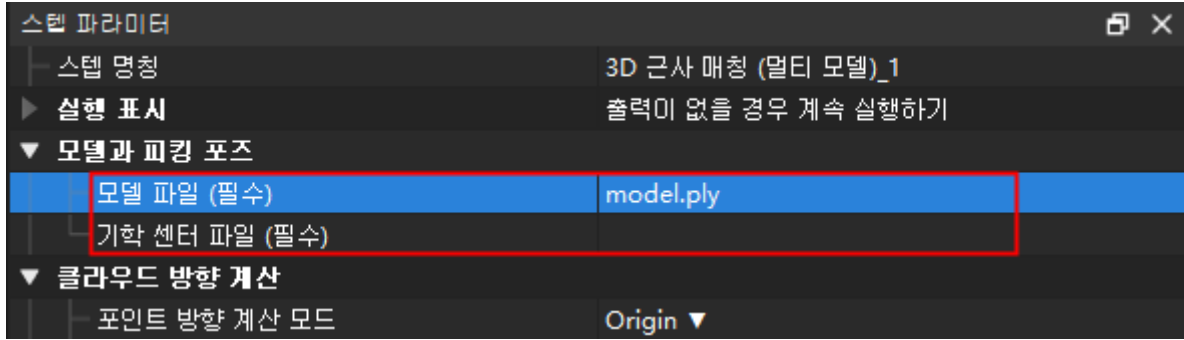 스텝 파라미터
스텝 명칭 3D 근사 매칭 (멀티 모델)_1
실행 표시 출력이 없을 경우 계속 실행하기
모델과 피킹 포즈
모델 파일 (필수) model.ply
기학 센터 파일 (필수)
클라우드 방향 계산
포인트 방향 계산 모드 Origin